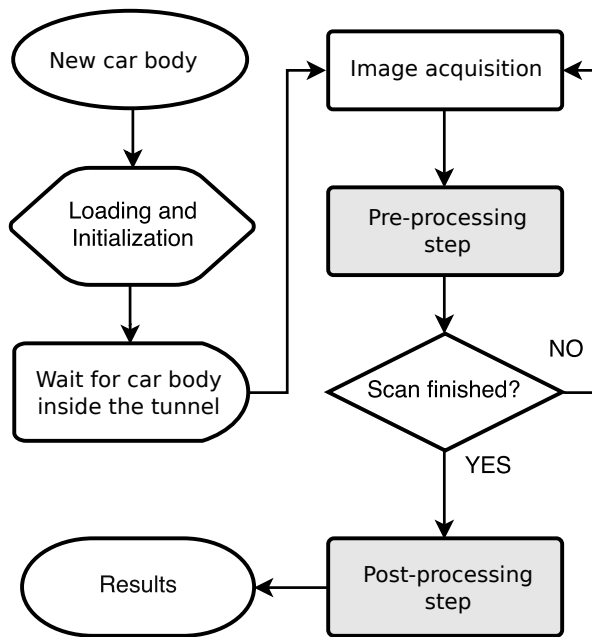 New car body
Loading and
Initialization
Wait for car body
inside the tunnel
Image acquisition
Pre-processing
step
Scan finished?
NO
YES
Post-processing
step
Results